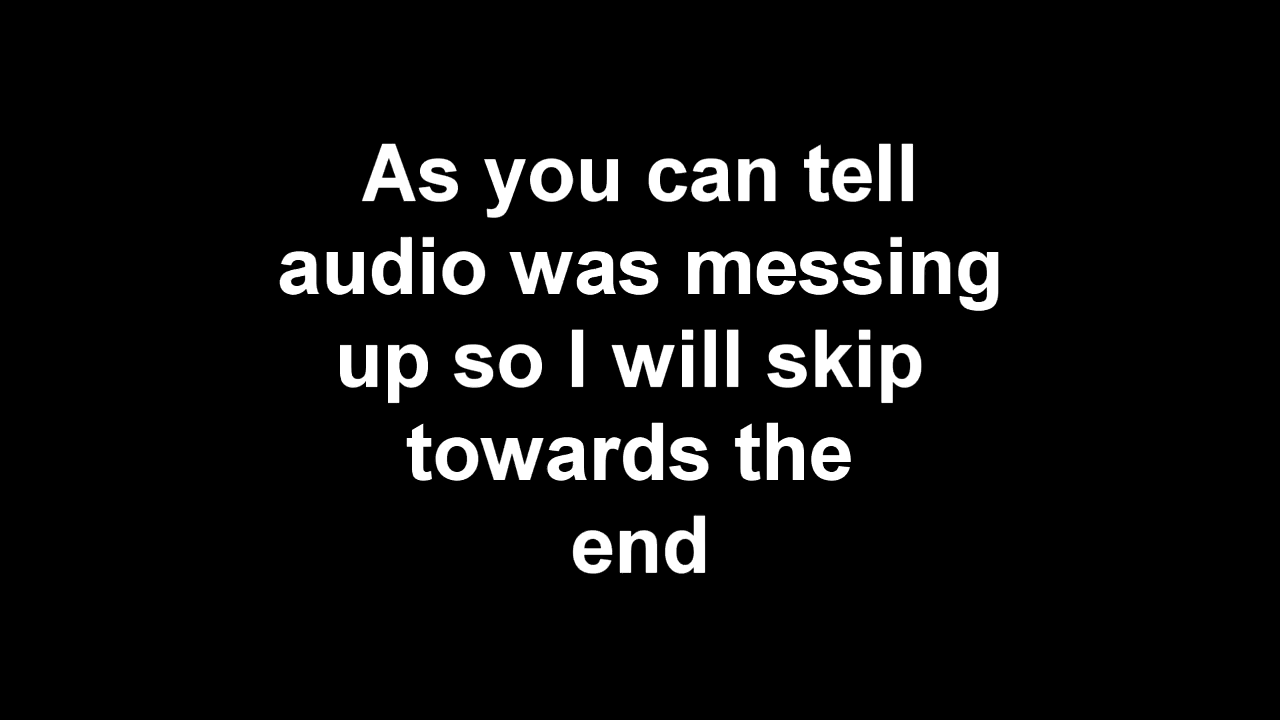 As you can tell
audio was messing
up so I will skip
towards the
end